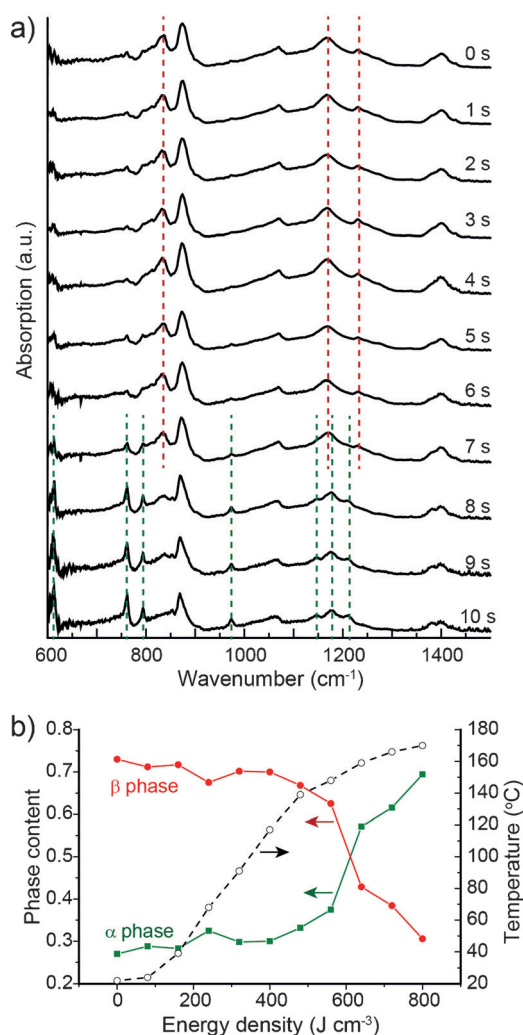 a)
0 s
1 s
2 s
3 s
4 s
5 s
6 s
7 s
8 s
9 s
10 s
Absorption (a.u.)
600 800 1000 1200 1400
Wavenumber (cm⁻¹)
b)
0.8
0.7
0.6
0.5
0.4
0.3
0.2
Phase content
β phase
α phase
180
160
140
120
100
80
60
40
20
Temperature (°C)
0 200 400 600 800
Energy density (J cm⁻³)